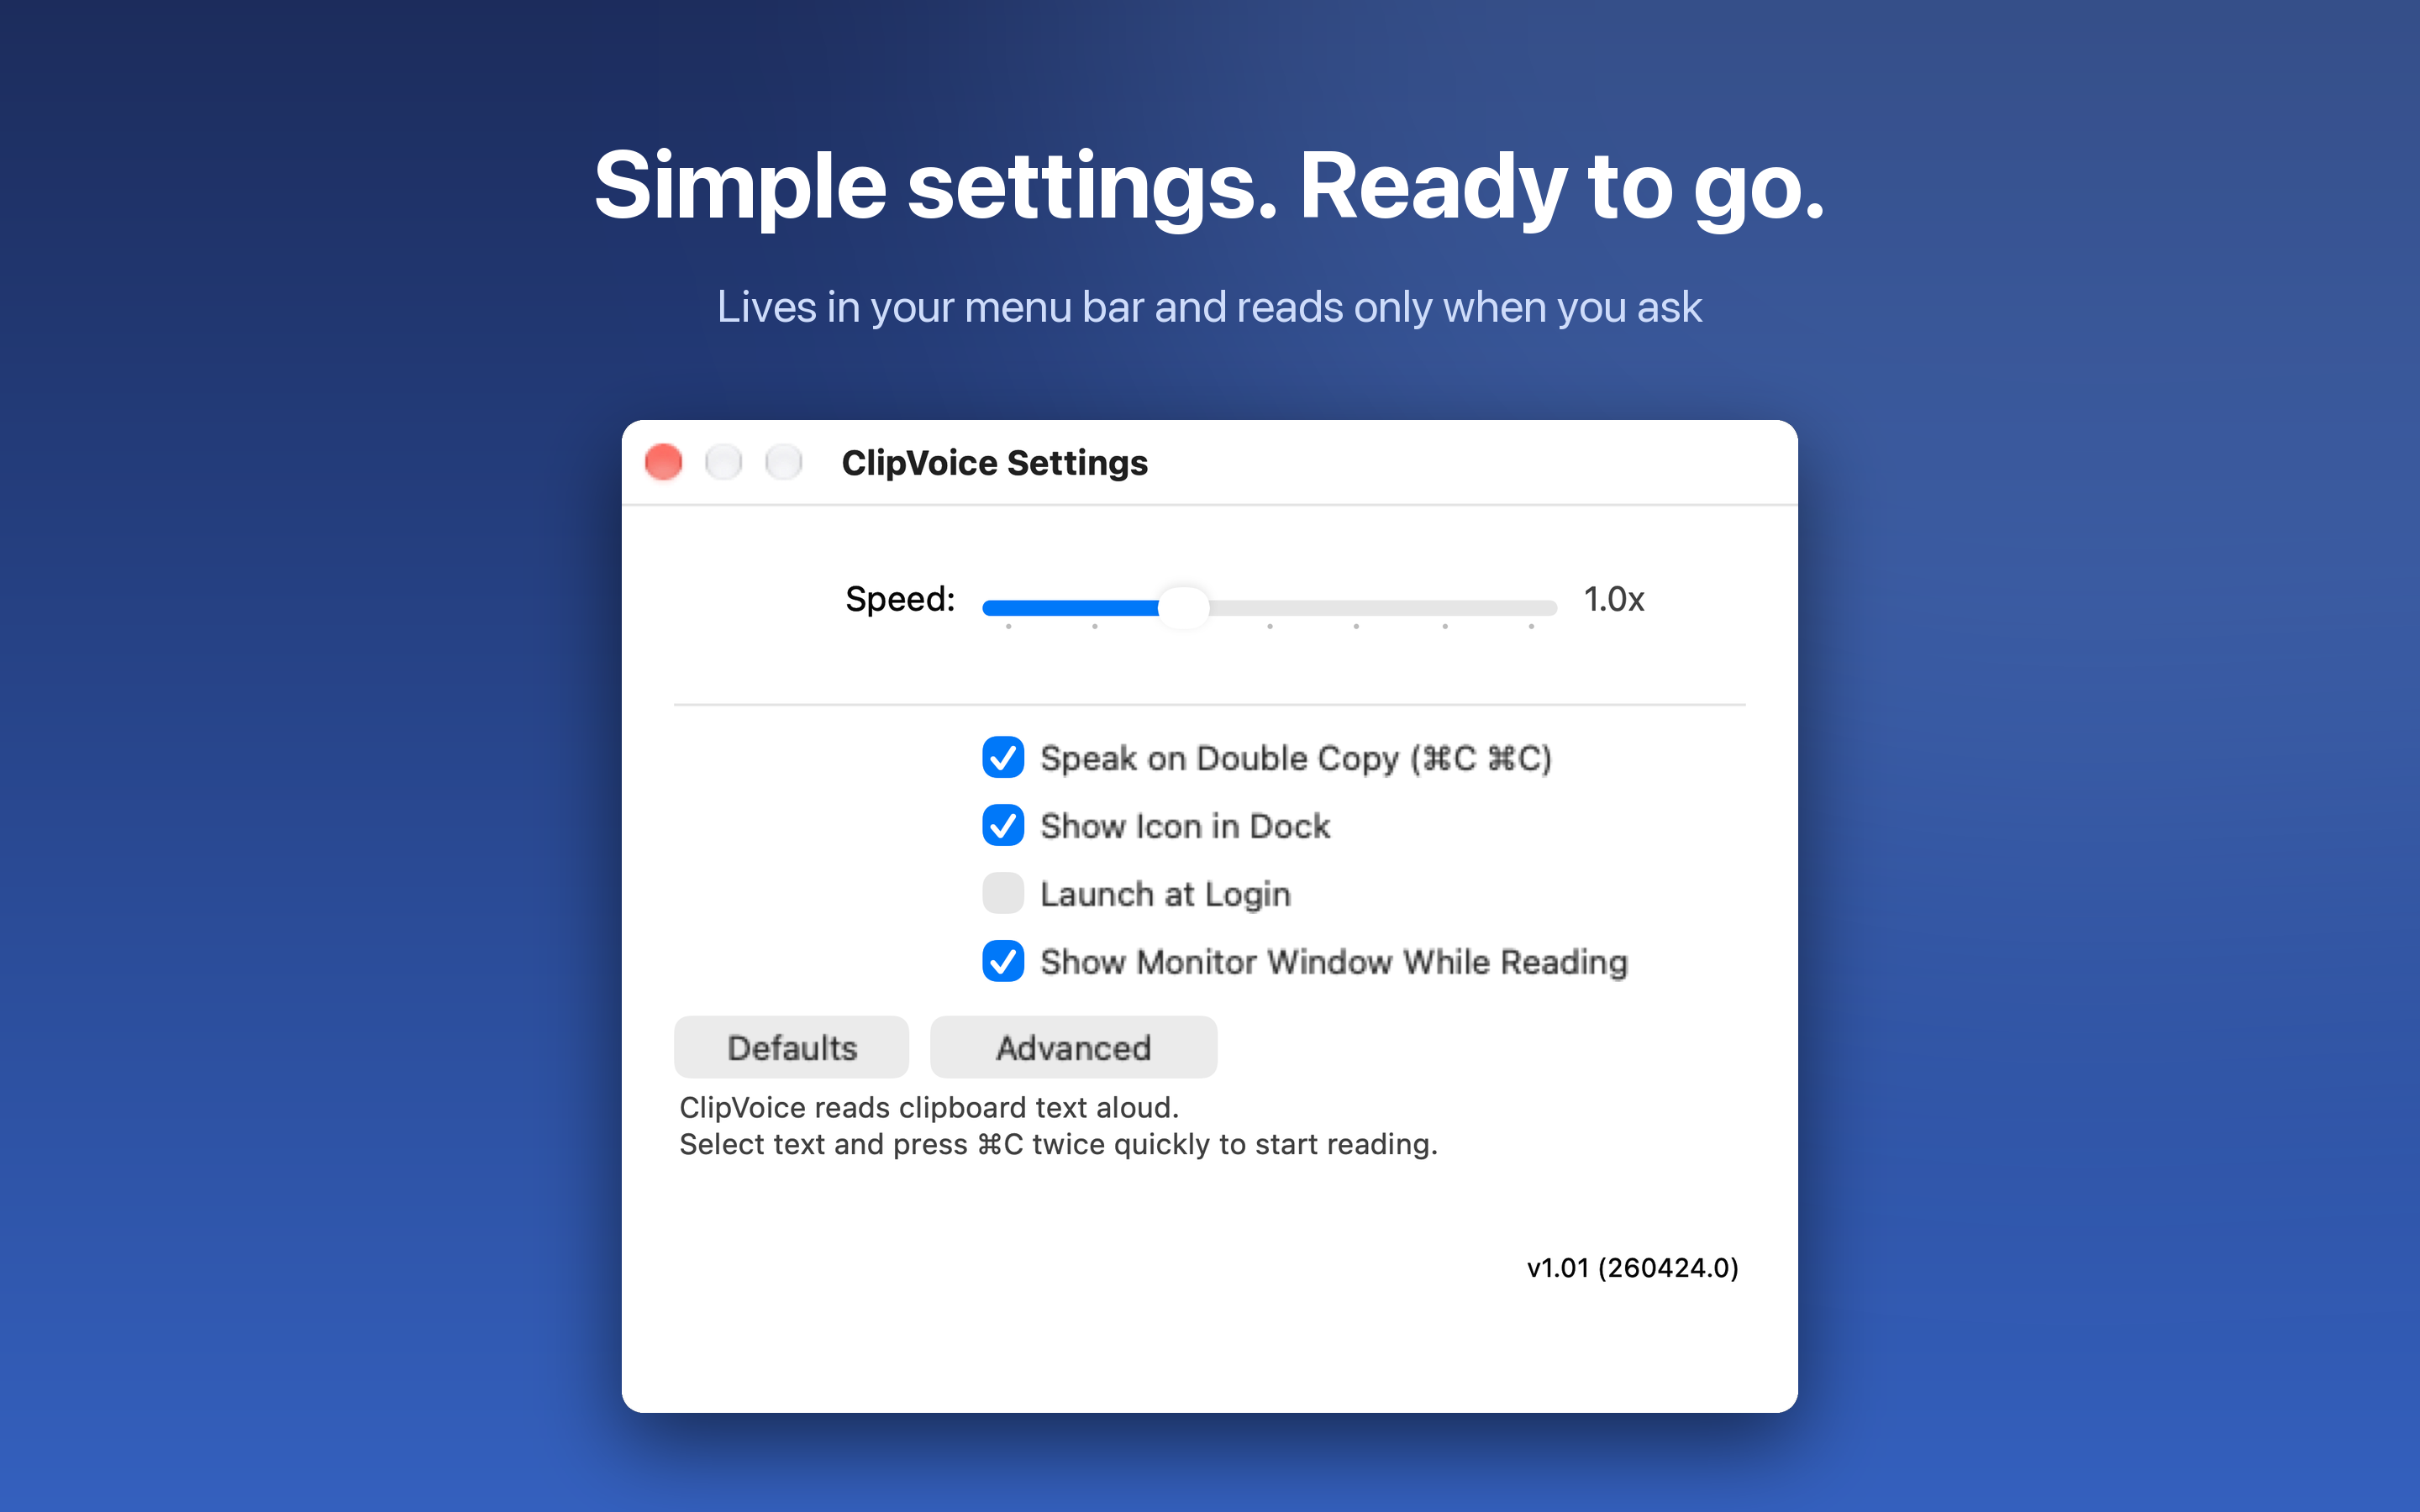 Simple settings. Ready to go.
Lives in your menu bar and reads only when you ask
ClipVoice Settings
Speed: 1.0x
Speak on Double Copy (⌘C ⌘C)
Show Icon in Dock
Launch at Login
Show Monitor Window While Reading
Defaults Advanced
ClipVoice reads clipboard text aloud.
Select text and press ⌘C twice quickly to start reading.
v1.01 (260424.0)